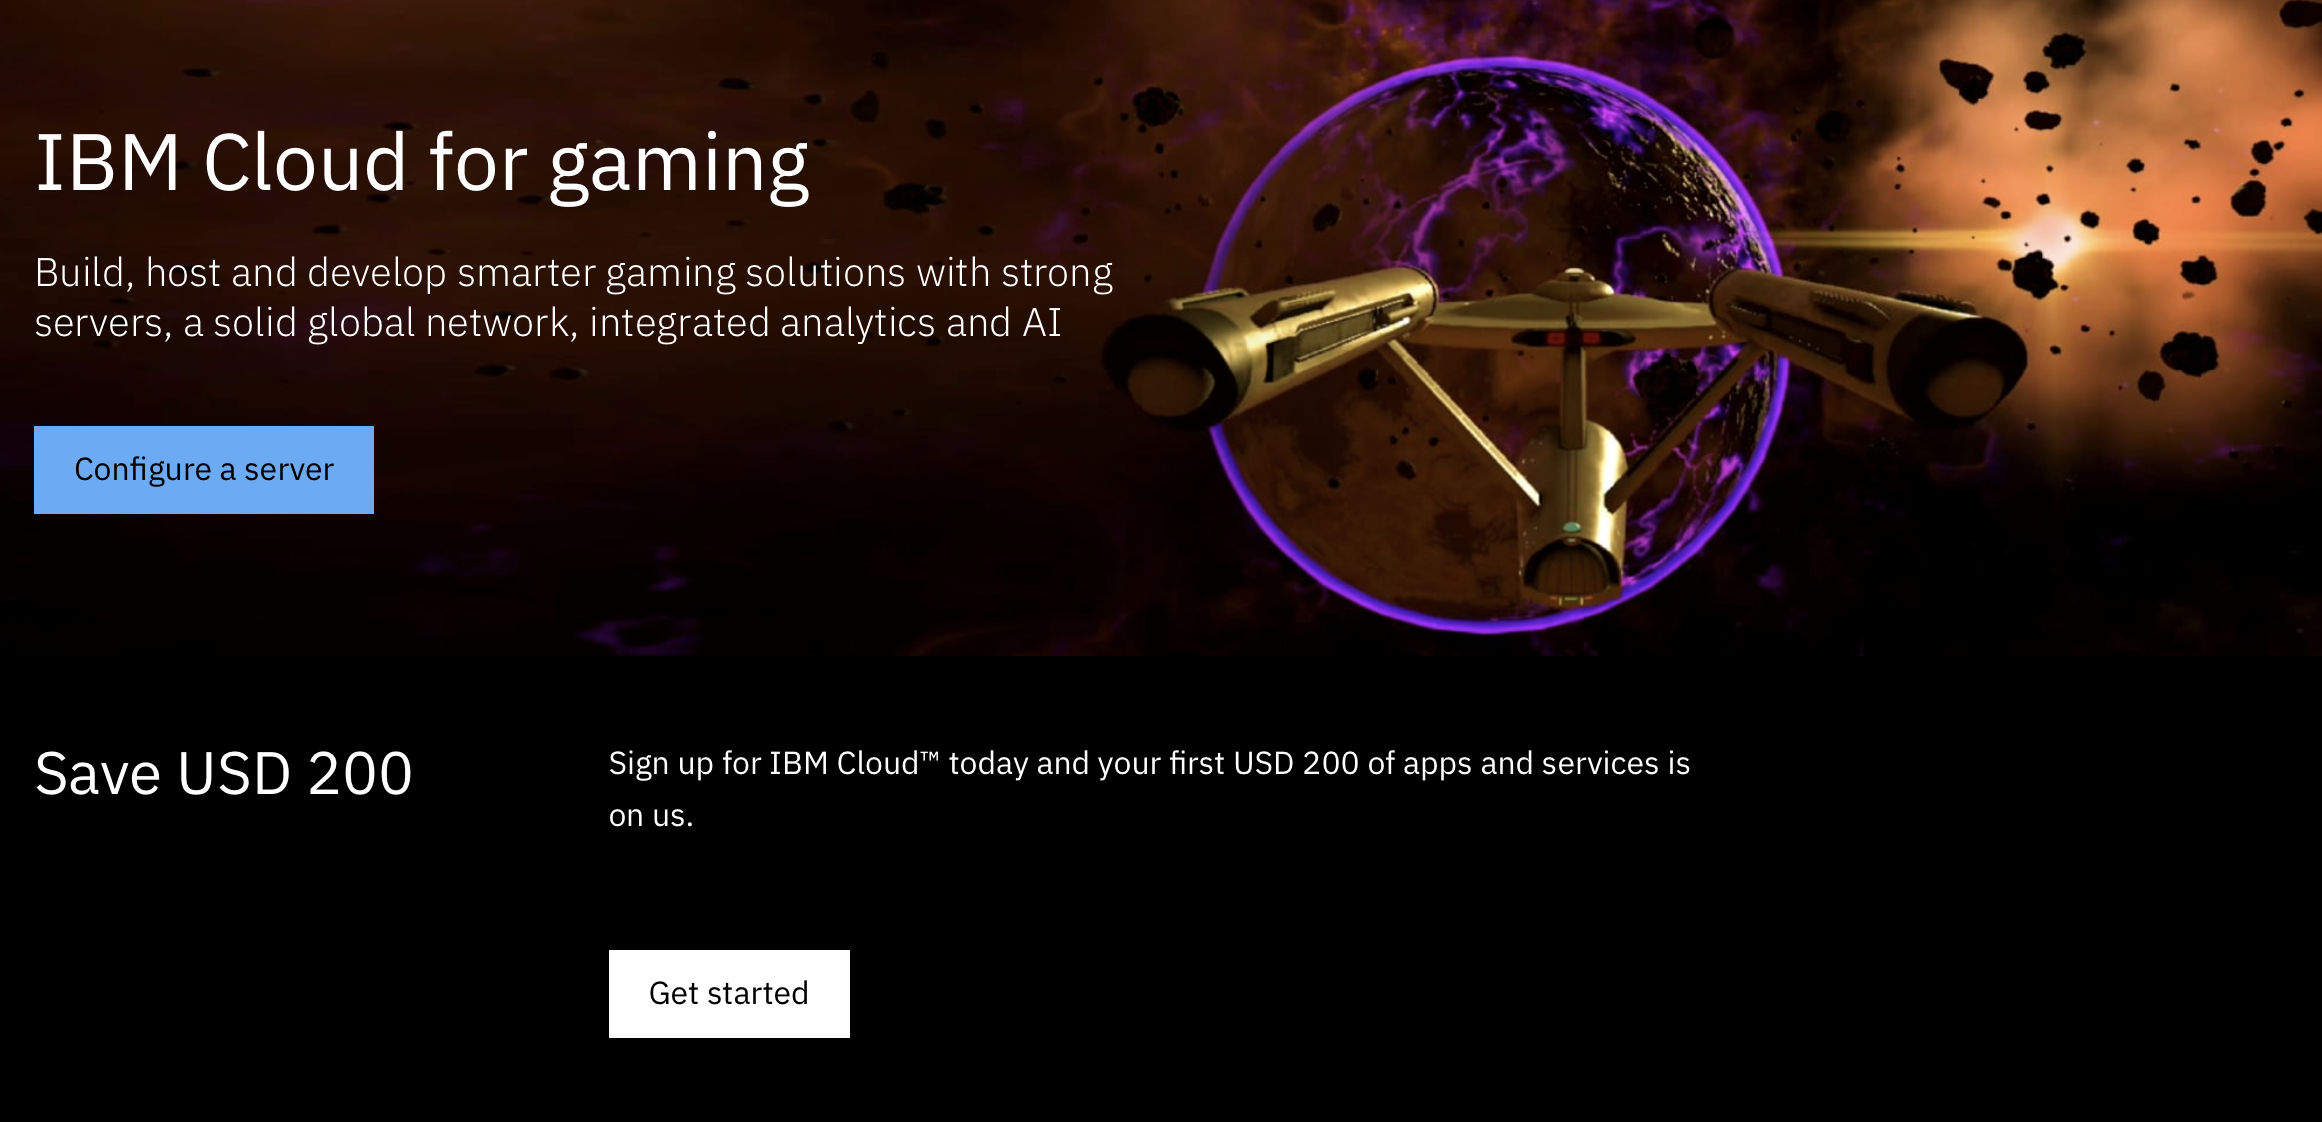 IBM Cloud for gaming
Build, host and develop smarter gaming solutions with strong
servers, a solid global network, integrated analytics and AI
Configure a server
Save USD 200
Sign up for IBM Cloud™ today and your first USD 200 of apps and services is
on us.
Get started